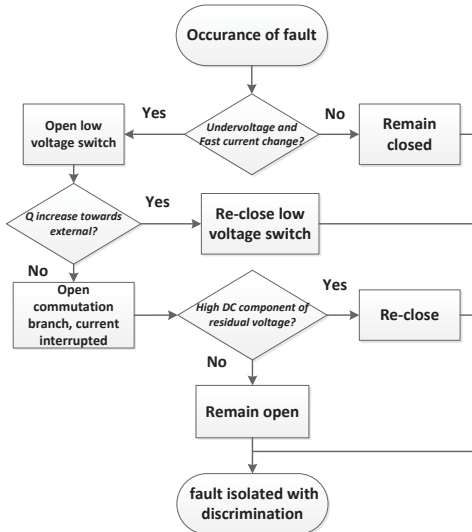 Occurance of fault
Yes
No
Open low
voltage switch
Undervoltage and
Fast current change?
Remain
closed
Q increase towards
external?
Yes
Re-close low
voltage switch
No
Open
commutation
branch, current
interrupted
High DC component of
residual voltage?
Yes
Re-close
No
Remain open
fault isolated with
discrimination